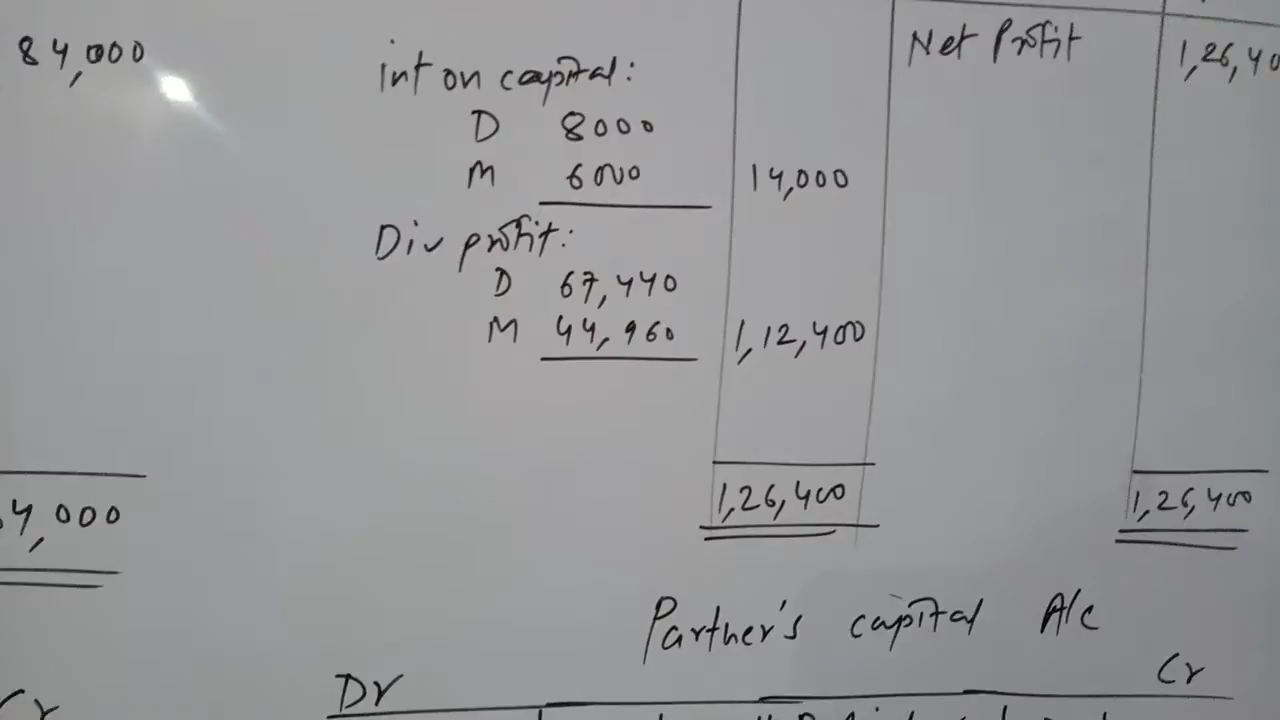 84,000
int on capital:
D 8000
M 6000 14,000
Div profit:
D 67,440
M 44,960 1,12,400
Net Profit 1,26,40
1,26,400 1,26,400
4,000
Partner's capital A/c
Dr Cr
Cr